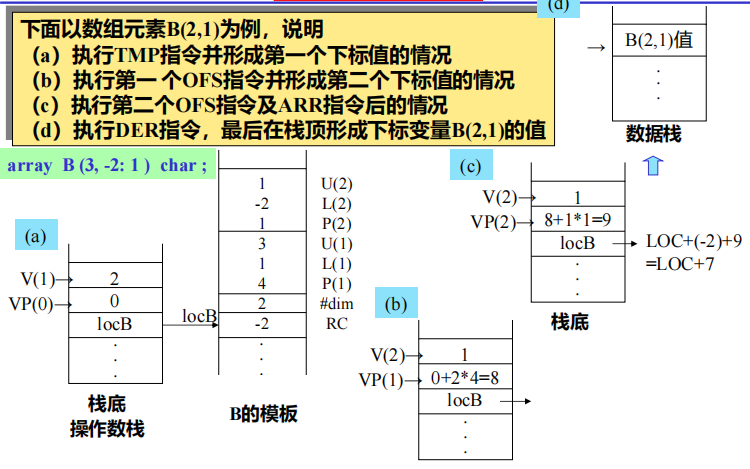 下面以数组元素B(2,1)为例，说明
（a）执行TMP指令并形成第一个下标值的情况
（b）执行第一个OFS指令并形成第二个下标值的情况
（c）执行第二个OFS指令及ARR指令后的情况
（d）执行DER指令，最后在栈顶形成下标变量B(2,1)的值
(d)
→
B(2,1)值
.
.
.
数据栈
array B (3, -2: 1 ) char ;
(a)
V(1)→
2
VP(0)→
0
locB
.
.
.
栈底
操作数栈
locB
1 U(2)
-2 L(2)
1 P(2)
3 U(1)
1 L(1)
4 P(1)
2 #dim
-2 RC
.
.
.
B的模板
(b)
V(2)→
1
VP(1)→
0+2*4=8
locB
.
.
.
(c)
V(2)→
1
VP(2)→
8+1*1=9
locB
LOC+(-2)+9
=LOC+7
.
.
.
栈底